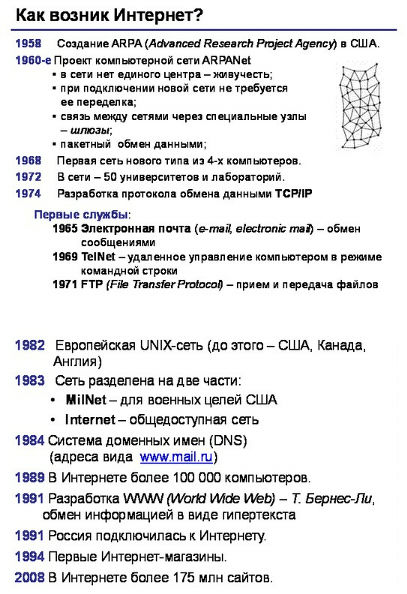 Как возник Интернет?
1958 Создание ARPA (Advanced Research Project Agency) в США.
1960-е Проект компьютерной сети ARPANet
• в сети нет единого центра – живучесть;
• при подключении новой сети не требуется
ее переделка;
• связь между сетями через специальные узлы
– шлюзы;
• пакетный обмен данными;
1968 Первая сеть нового типа из 4-х компьютеров.
1972 В сети – 50 университетов и лабораторий.
1974 Разработка протокола обмена данными TCP/IP
Первые службы:
1965 Электронная почта (e-mail, electronic mail) – обмен
сообщениями
1969 TelNet – удаленное управление компьютером в режиме
командной строки
1971 FTP (File Transfer Protocol) – прием и передача файлов
1982 Европейская UNIX-сеть (до этого – США, Канада,
Англия)
1983 Сеть разделена на две части:
• MilNet – для военных целей США
• Internet – общедоступная сеть
1984 Система доменных имен (DNS)
(адреса вида www.mail.ru)
1989 В Интернете более 100 000 компьютеров.
1991 Разработка WWW (World Wide Web) – Т. Бернес-Ли,
обмен информацией в виде гипертекста
1991 Россия подключилась к Интернету.
1994 Первые Интернет-магазины.
2008 В Интернете более 175 млн сайтов.